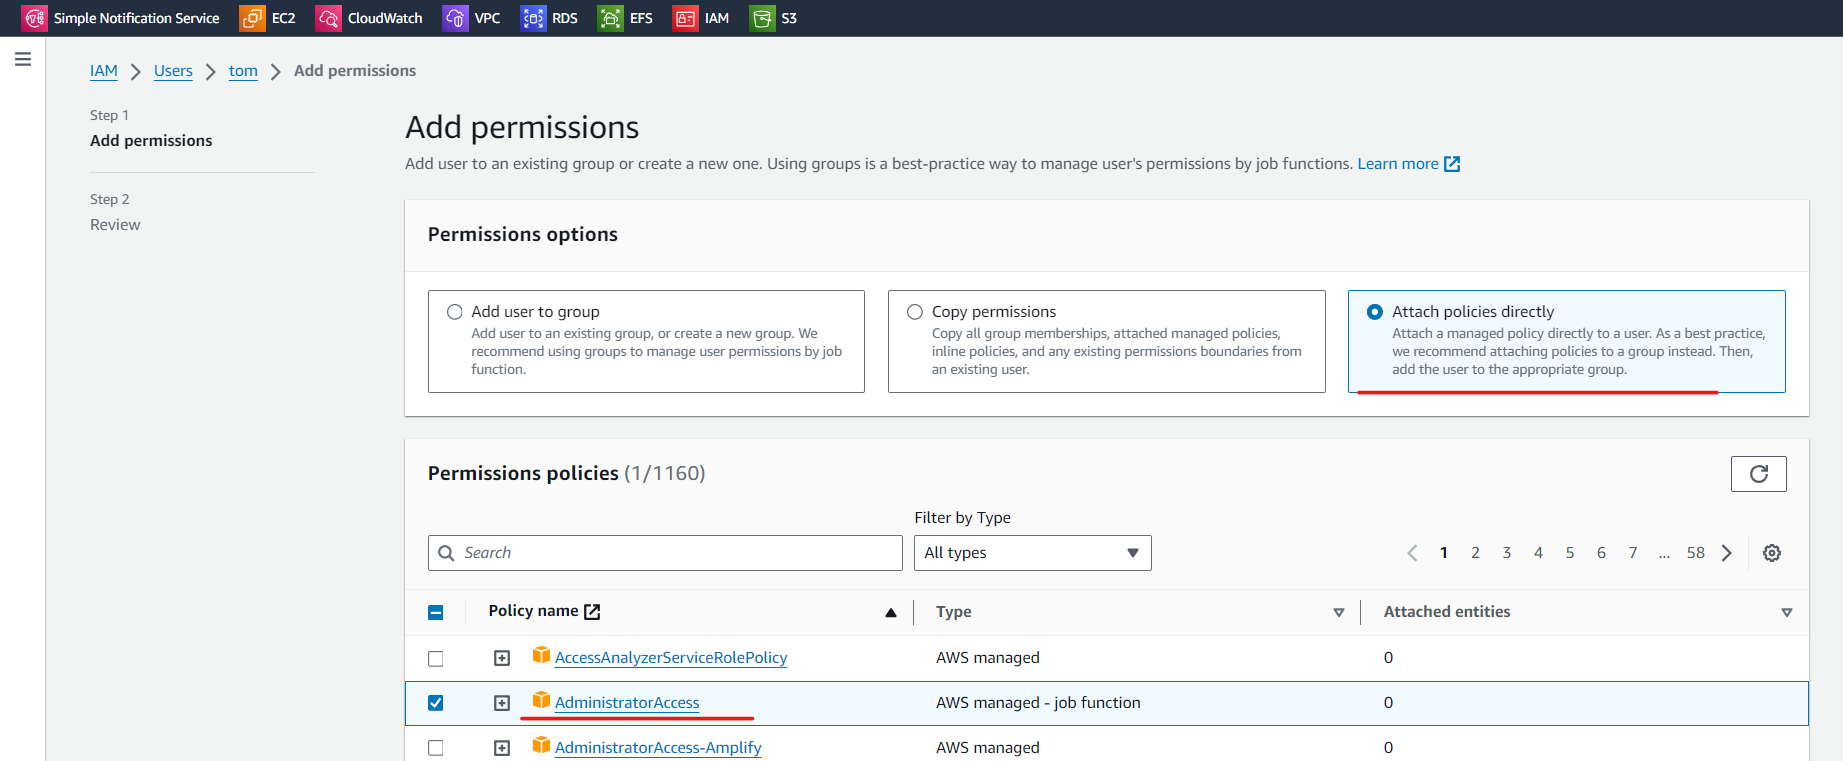 Simple Notification Service EC2 CloudWatch VPC RDS EFS IAM S3
IAM Users tom Add permissions
Step 1
Add permissions
Step 2
Review
Add permissions
Add user to an existing group or create a new one. Using groups is a best-practice way to manage user's permissions by job functions. Learn more
Permissions options
Add user to group
Add user to an existing group, or create a new group. We
recommend using groups to manage user permissions by job
function.
Copy permissions
Copy all group memberships, attached managed policies,
inline policies, and any existing permissions boundaries from
an existing user.
Attach policies directly
Attach a managed policy directly to a user. As a best practice,
we recommend attaching policies to a group instead. Then,
add the user to the appropriate group.
Permissions policies (1/1160)
Filter by Type
Search
All types
1 2 3 4 5 6 7 ... 58
Policy name Type Attached entities
AccessAnalyzerServiceRolePolicy AWS managed 0
AdministratorAccess AWS managed - job function 0
AdministratorAccess-Amplify AWS managed 0